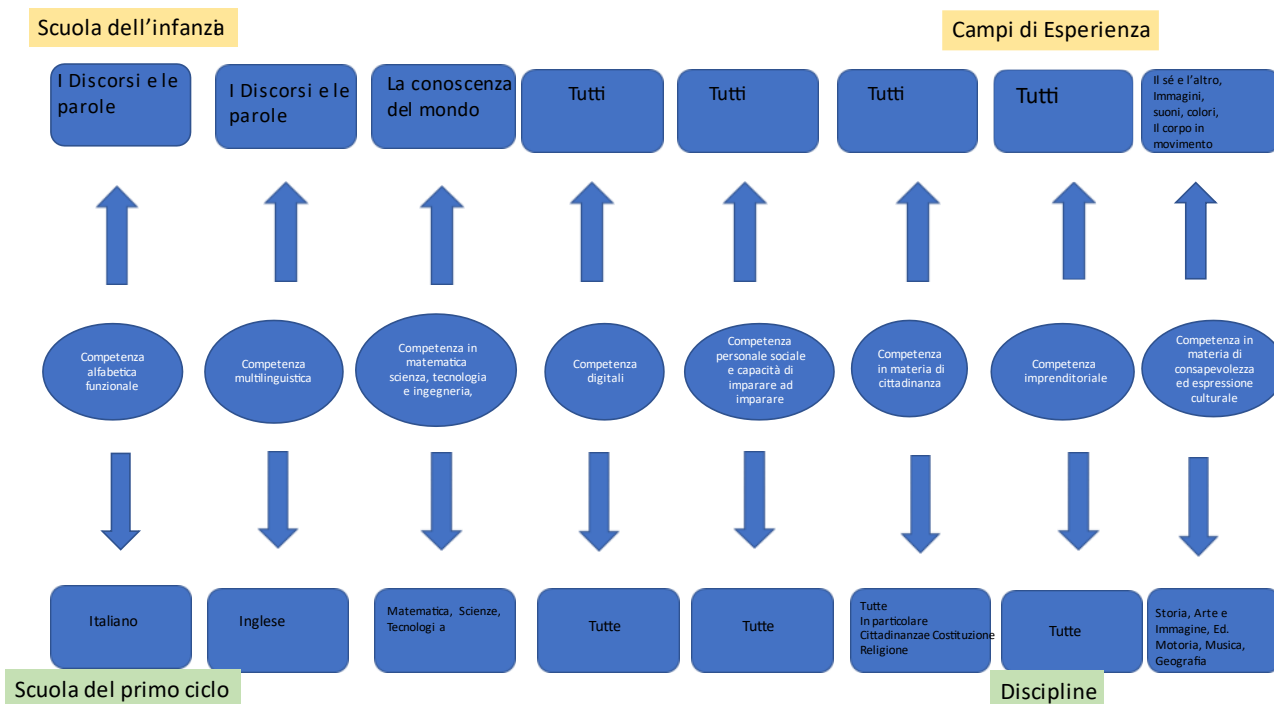 Scuola dell'infanzia
Campi di Esperienza
I Discorsi e le
parole
I Discorsi e le
parole
La conoscenza
del mondo
Tutti
Tutti
Tutti
Tutti
Il sé e l'altro,
Immagini,
suoni, colori,
Il corpo in
movimento
Competenza
alfabetica
funzionale
Competenza
multilinguistica
Competenza in
matematica
scienza, tecnologia
e ingegneria,
Competenza
digitali
Competenza
personale sociale
e capacità di
imparare ad
imparare
Competenza
in materia di
cittadinanza
Competenza
imprenditoriale
Competenza in
materia di
consapevolezza
ed espressione
culturale
Italiano
Inglese
Matematica, Scienze,
Tecnologi a
Tutte
Tutte
Tutte
In particolare
Cittadinanzae Costituzione
Religione
Tutte
Storia, Arte e
Immagine, Ed.
Motoria, Musica,
Geografia
Scuola del primo ciclo
Discipline